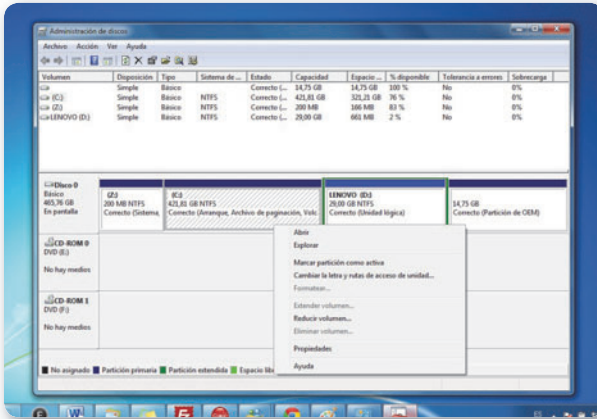 Administración de discos
Archivo Acción Ver Ayuda
Volumen Disposición Tipo Sistema de ... Estado Capacidad Espacio ... % disponible Tolerancia a errores Sobrecarga
Simple Básico Correcto (... 14,75 GB 14,75 GB 100 % No 0%
(C:) Simple Básico NTFS Correcto (... 421,81 GB 321,21 GB 76 % No 0%
(Z:) Simple Básico NTFS Correcto (... 200 MB 166 MB 83 % No 0%
LENOVO (D:) Simple Básico NTFS Correcto (... 29,00 GB 661 MB 2 % No 0%
Disco 0
Básico
465,76 GB
En pantalla
(Z:)
200 MB NTFS
Correcto (Sistema,
(C:)
421,81 GB NTFS
Correcto (Arranque, Archivo de paginación, Volc
LENOVO (D:)
29,00 GB NTFS
Correcto (Unidad lógica)
14,75 GB
Correcto (Partición de OEM)
CD-ROM 0
DVD (E:)
No hay medios
CD-ROM 1
DVD (F:)
No hay medios
Abrir
Explorar
Marcar partición como activa
Cambiar la letra y rutas de acceso de unidad...
Formatear...
Extender volumen...
Reducir volumen...
Eliminar volumen...
Propiedades
Ayuda
No asignado Partición primaria Partición extendida Espacio libr